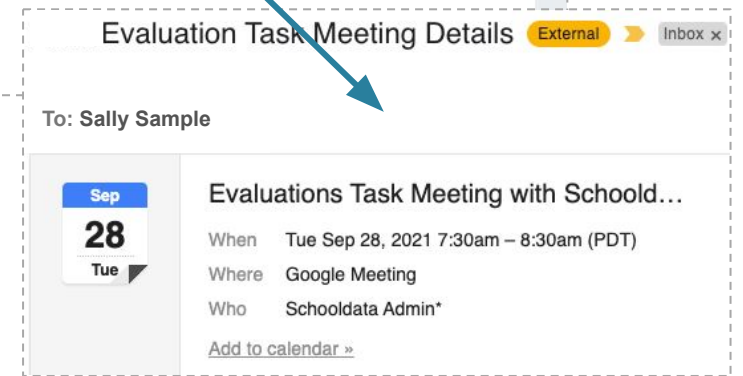 Evaluation Task Meeting Details External Inbox x
To: Sally Sample
Sep
28
Tue
Evaluations Task Meeting with Schoold...
When Tue Sep 28, 2021 7:30am – 8:30am (PDT)
Where Google Meeting
Who Schooldata Admin*
Add to calendar »